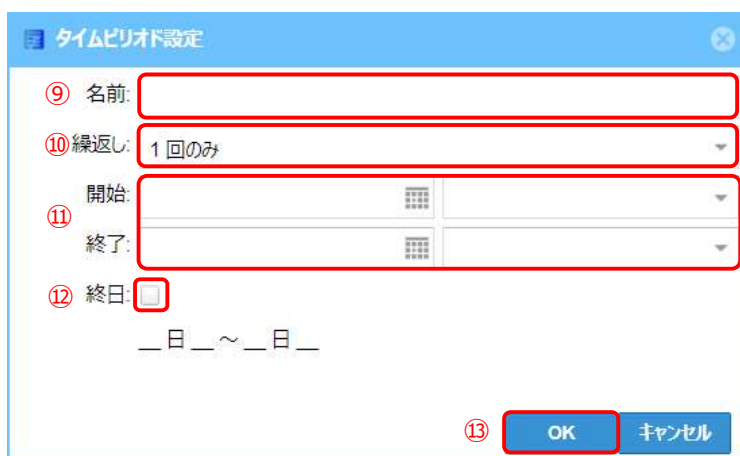 タイムピリオド設定
⑨ 名前:
⑩ 繰返し: 1 回のみ
開始:
⑪
終了:
⑫ 終日:
__日__～__日__
⑬ OK キャンセル